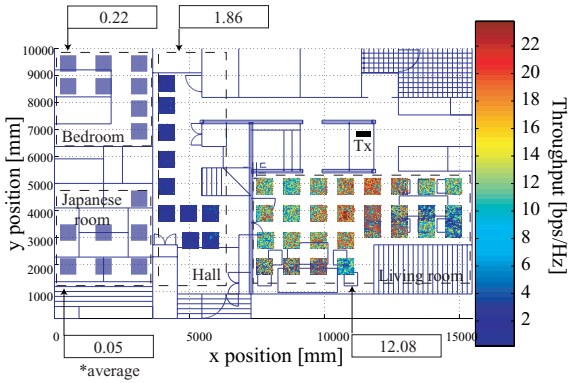 0.22
1.86
10000
9000
8000
7000
6000
5000
4000
3000
2000
1000
y position [mm]
Bedroom
Japanese
room
Hall
Living room
Tx
0
5000
10000
15000
x position [mm]
0.05
*average
12.08
22
20
18
16
14
12
10
8
6
4
2
Throughput [bps/Hz]